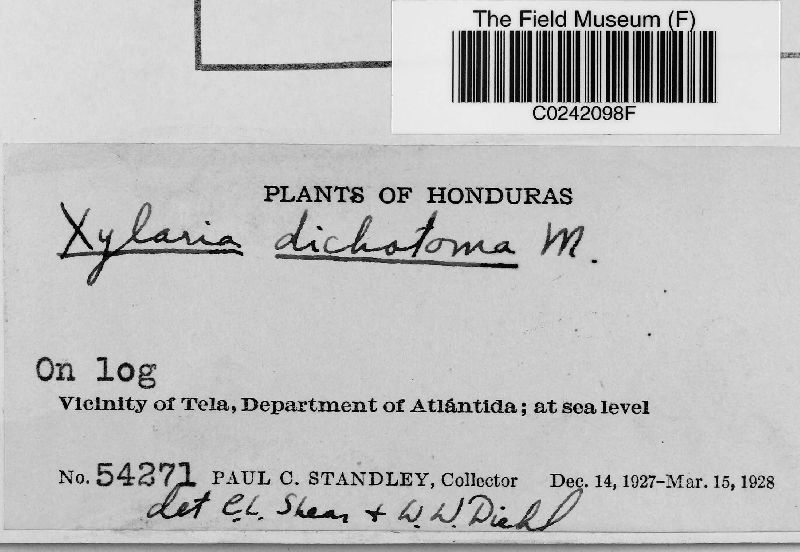 The Field Museum (F)
C0242098F
PLANTS OF HONDURAS
Xylaria dichotoma M.
On log
Vicinity of Tela, Department of Atlántida; at sea level
No. 54271 PAUL C. STANDLEY, Collector Dec. 14, 1927-Mar. 15, 1928
det C.L. Shear + W.W. Diehl